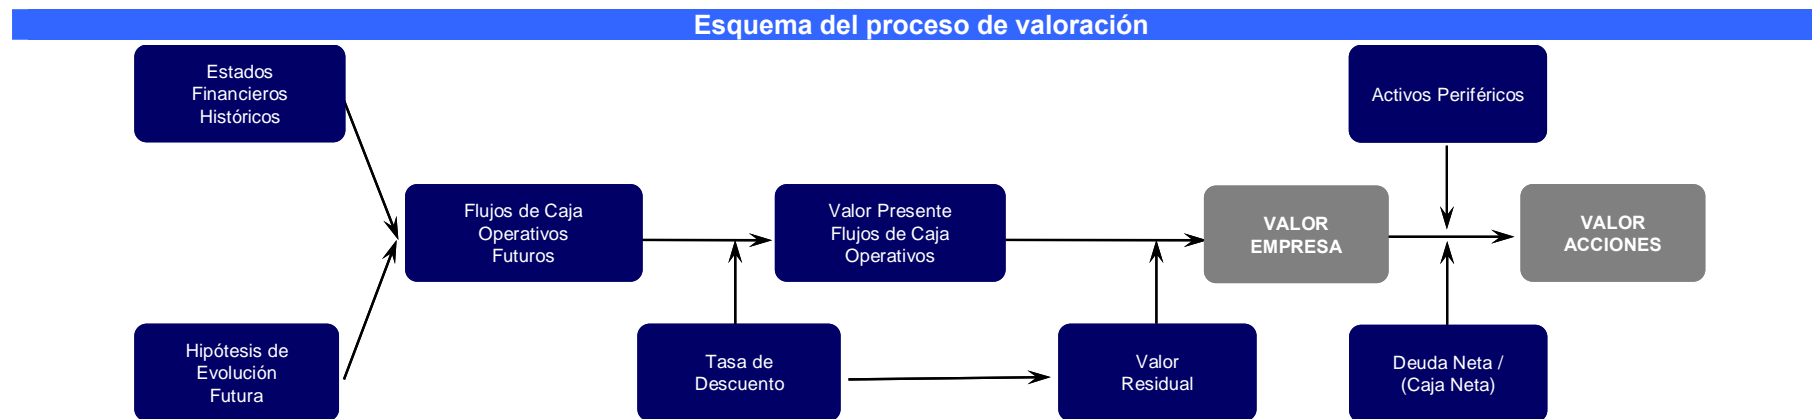 Esquema del proceso de valoración
Estados
Financieros
Históricos
Activos Periféricos
Flujos de Caja
Operativos
Futuros
Valor Presente
Flujos de Caja
Operativos
VALOR
EMPRESA
VALOR
ACCIONES
Hipótesis de
Evolución
Futura
Tasa de
Descuento
Valor
Residual
Deuda Neta /
(Caja Neta)